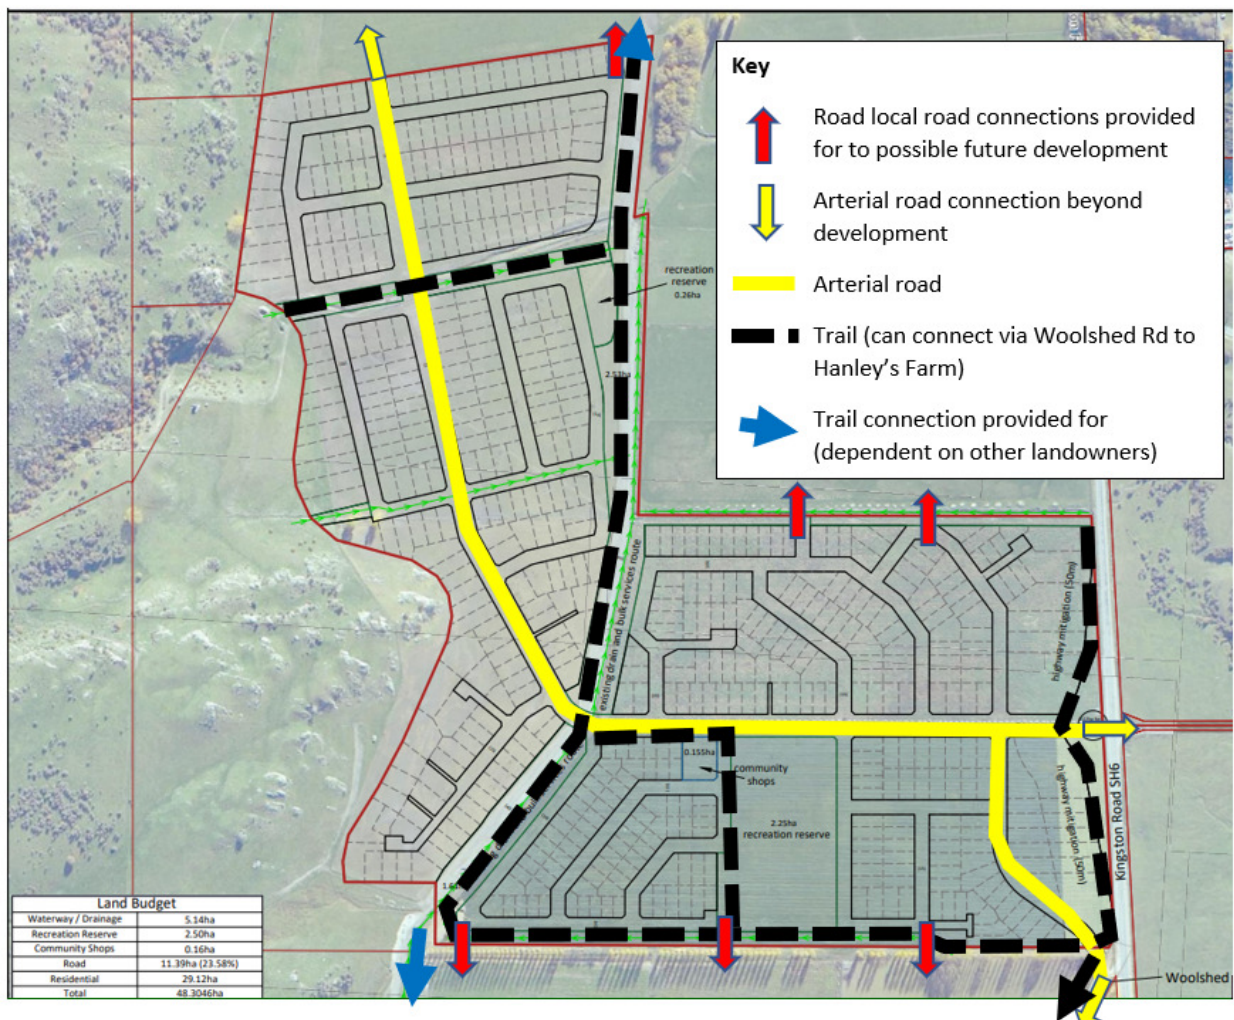 Key
Road local road connections provided
for to possible future development
Arterial road connection beyond
development
Arterial road
Trail (can connect via Woolshed Rd to
Hanley's Farm)
Trail connection provided for
(dependent on other landowners)
recreation
reserve
0.26ha
2.53ha
existing drain and bulk services route
highway mitigation (50m)
0.155ha
community
shops
2.25ha
recreation reserve
highway mitigation (50m)
Kingston Road SH6
Woolshed
Land Budget
Waterway / Drainage 5.14ha
Recreation Reserve 2.50ha
Community Shops 0.16ha
Road 11.39ha (23.58%)
Residential 29.12ha
Total 48.3046ha